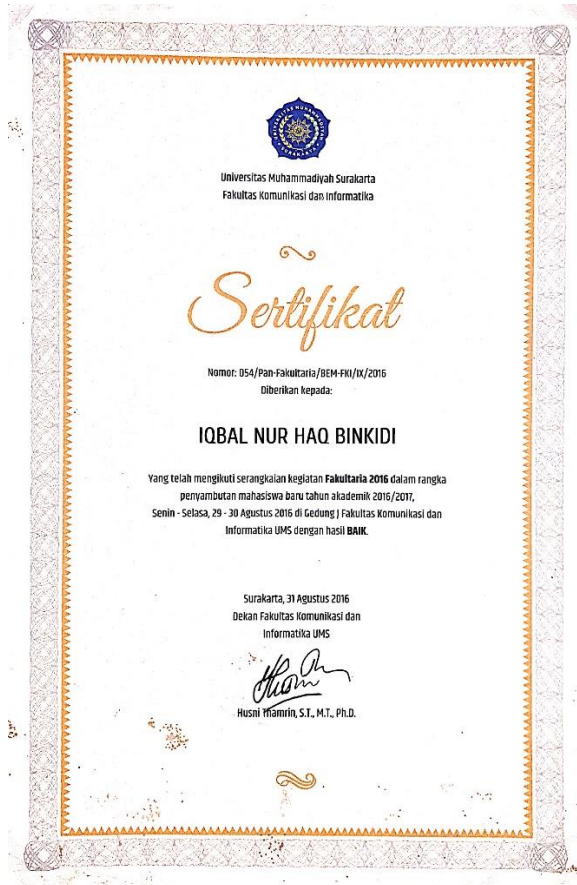 UNIVERSITAS MUHAMMADIYAH
SURAKARTA
Universitas Muhammadiyah Surakarta
Fakultas Komunikasi dan Informatika
Sertifikat
Nomor: 054/Pan-Fakultaria/BEM-FKI/IX/2016
Diberikan kepada:
IQBAL NUR HAQ BINKIDI
Yang telah mengikuti serangkaian kegiatan Fakultaria 2016 dalam rangka
penyambutan mahasiswa baru tahun akademik 2016/2017,
Senin - Selasa, 29 - 30 Agustus 2016 di Gedung J Fakultas Komunikasi dan
Informatika UMS dengan hasil BAIK.
Surakarta, 31 Agustus 2016
Dekan Fakultas Komunikasi dan
Informatika UMS
Husni Thamrin, S.T., M.T., Ph.D.